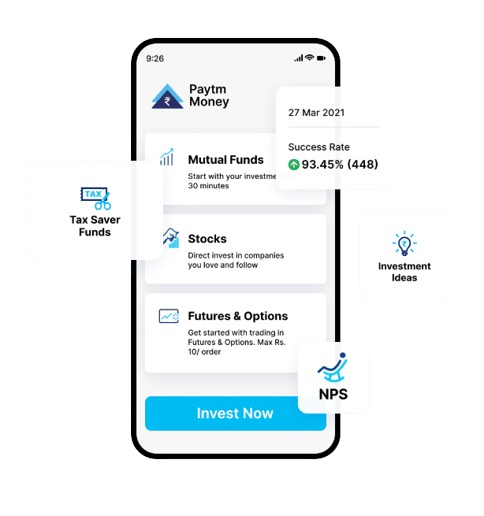 9:26
Paytm
Money
27 Mar 2021
Success Rate
93.45% (448)
Mutual Funds
Start with your investme
30 minutes
TAX
Tax Saver
Funds
Stocks
Direct invest in companies
you love and follow
Investment
Ideas
Futures & Options
Get started with trading in
Futures & Options. Max Rs.
10/ order
NPS
Invest Now